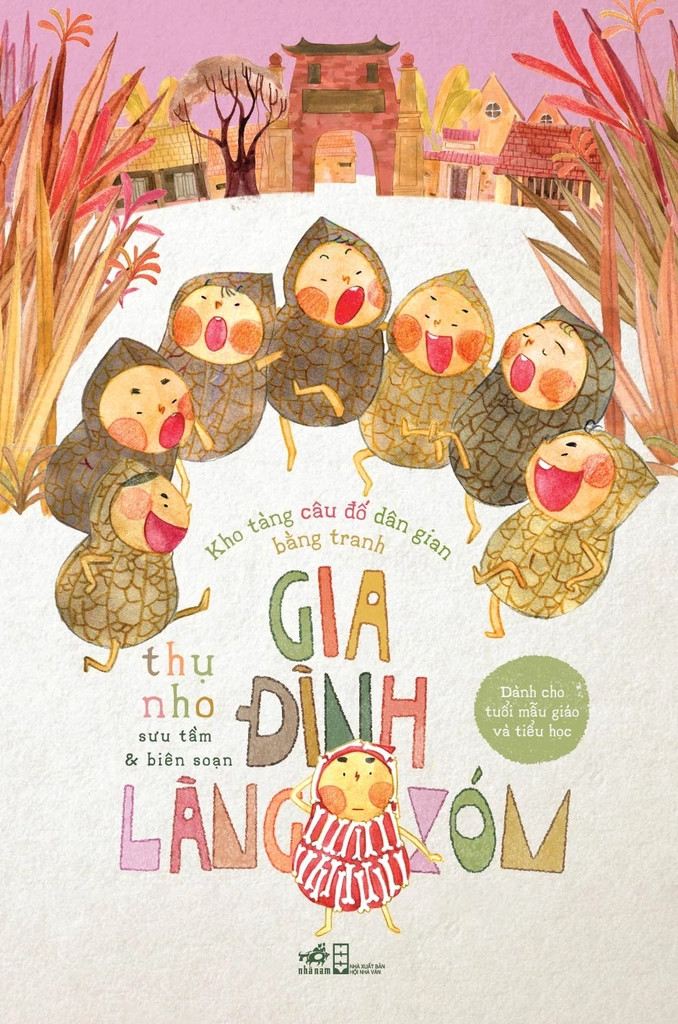 Kho tàng câu đố dân gian
bằng tranh
GIA
ĐÌNH
LÀNG XÓM
thụ
nho
sưu tầm
& biên soạn
Dành cho
tuổi mẫu giáo
và tiểu học
nhã nam
NHÀ XUẤT BẢN
HỘI NHÀ VĂN